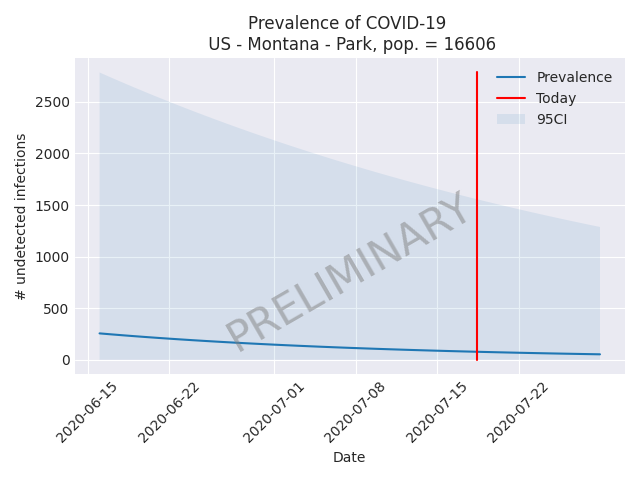 Prevalence of COVID-19
US - Montana - Park, pop. = 16606
Prevalence
Today
95CI
# undetected infections
2500
2000
1500
1000
500
0
PRELIMINARY
2020-06-15
2020-06-22
2020-07-01
2020-07-08
2020-07-15
2020-07-22
Date